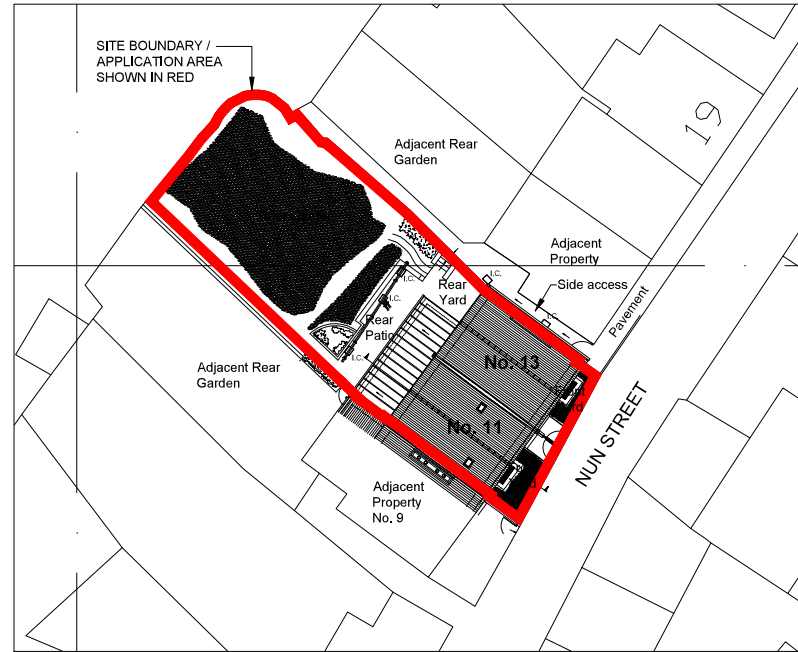 SITE BOUNDARY /
APPLICATION AREA
SHOWN IN RED
Adjacent Rear
Garden
19
Adjacent
Property
Side access
I.C.
I.C.
Pavement
I.C.
I.C.
Rear
Yard
Rear
Patio
I.C.
No. 13
No. 11
NUN STREET
Adjacent Rear
Garden
Adjacent
Property
No. 9